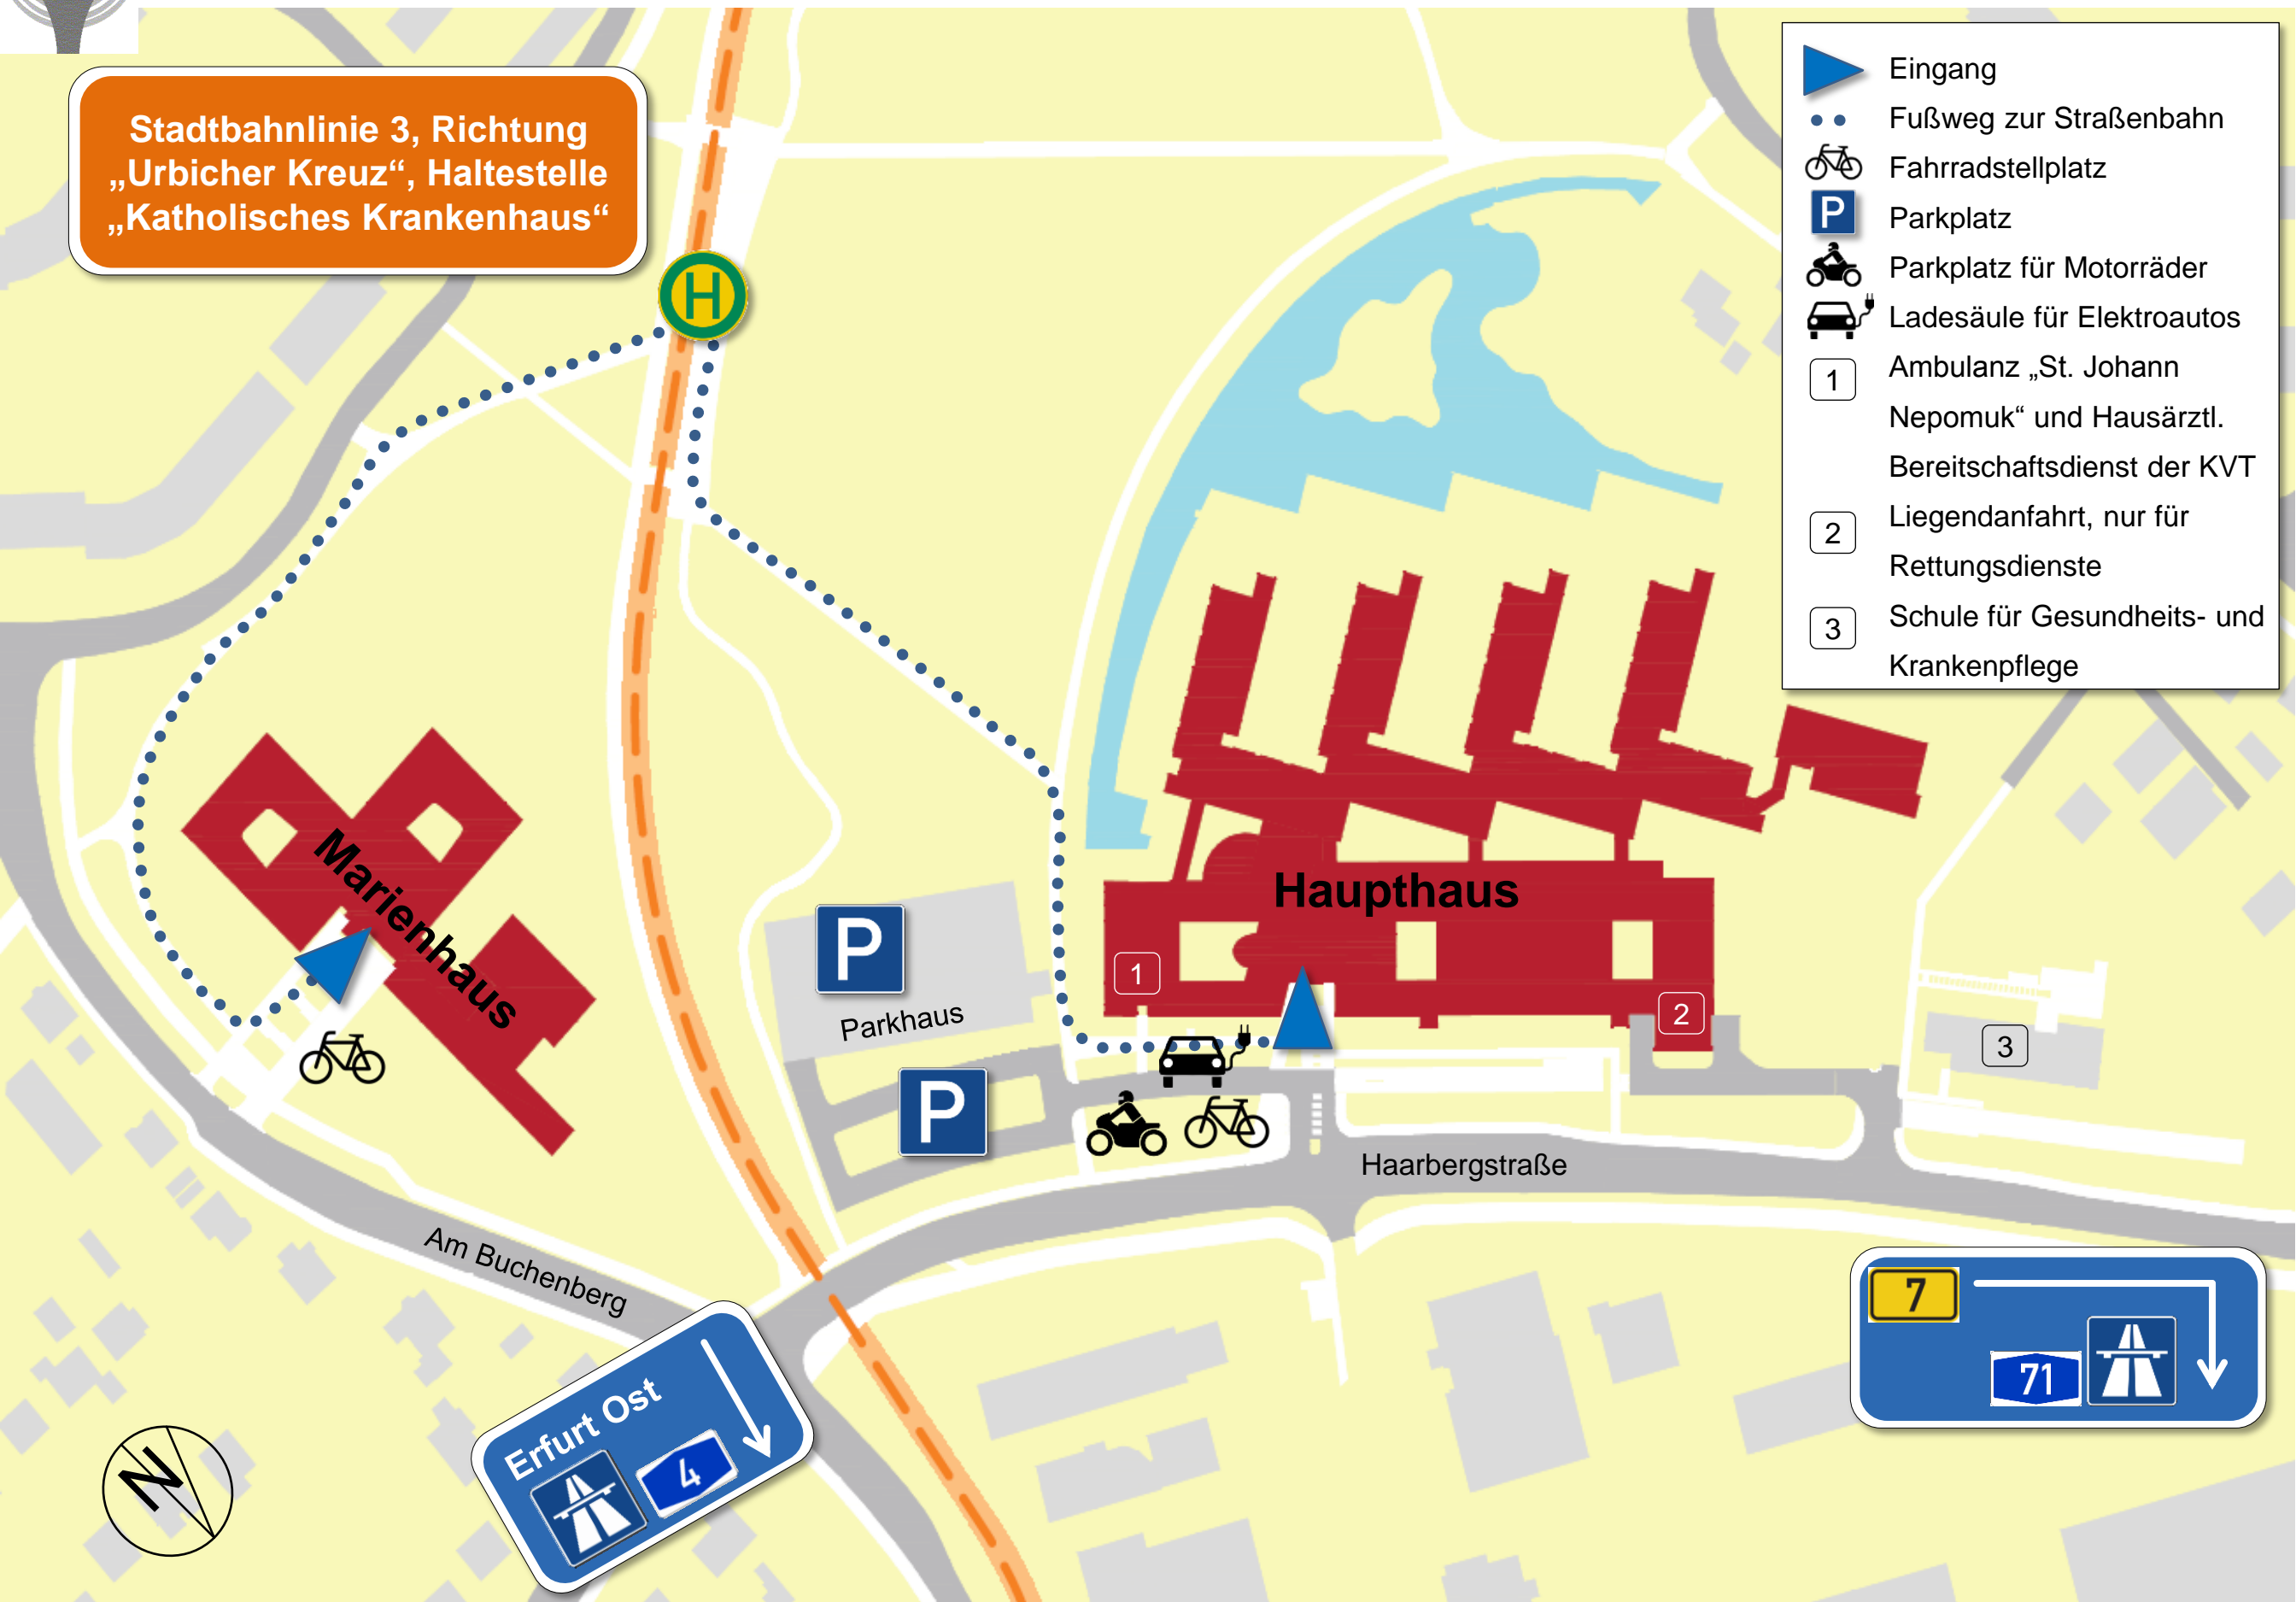 Stadtbahnlinie 3, Richtung
„Urbicher Kreuz“, Haltestelle
„Katholisches Krankenhaus“
H
Eingang
Fußweg zur Straßenbahn
Fahrradstellplatz
P Parkplatz
Parkplatz für Motorräder
Ladesäule für Elektroautos
1 Ambulanz „St. Johann
Nepomuk“ und Hausärztl.
Bereitschaftsdienst der KVT
2 Liegendanfahrt, nur für
Rettungsdienste
3 Schule für Gesundheits- und
Krankenpflege
Marienhaus
Haupthaus
P
Parkhaus
P
1
2
3
Haarbergstraße
Am Buchenberg
Erfurt Ost
4
7
71
N